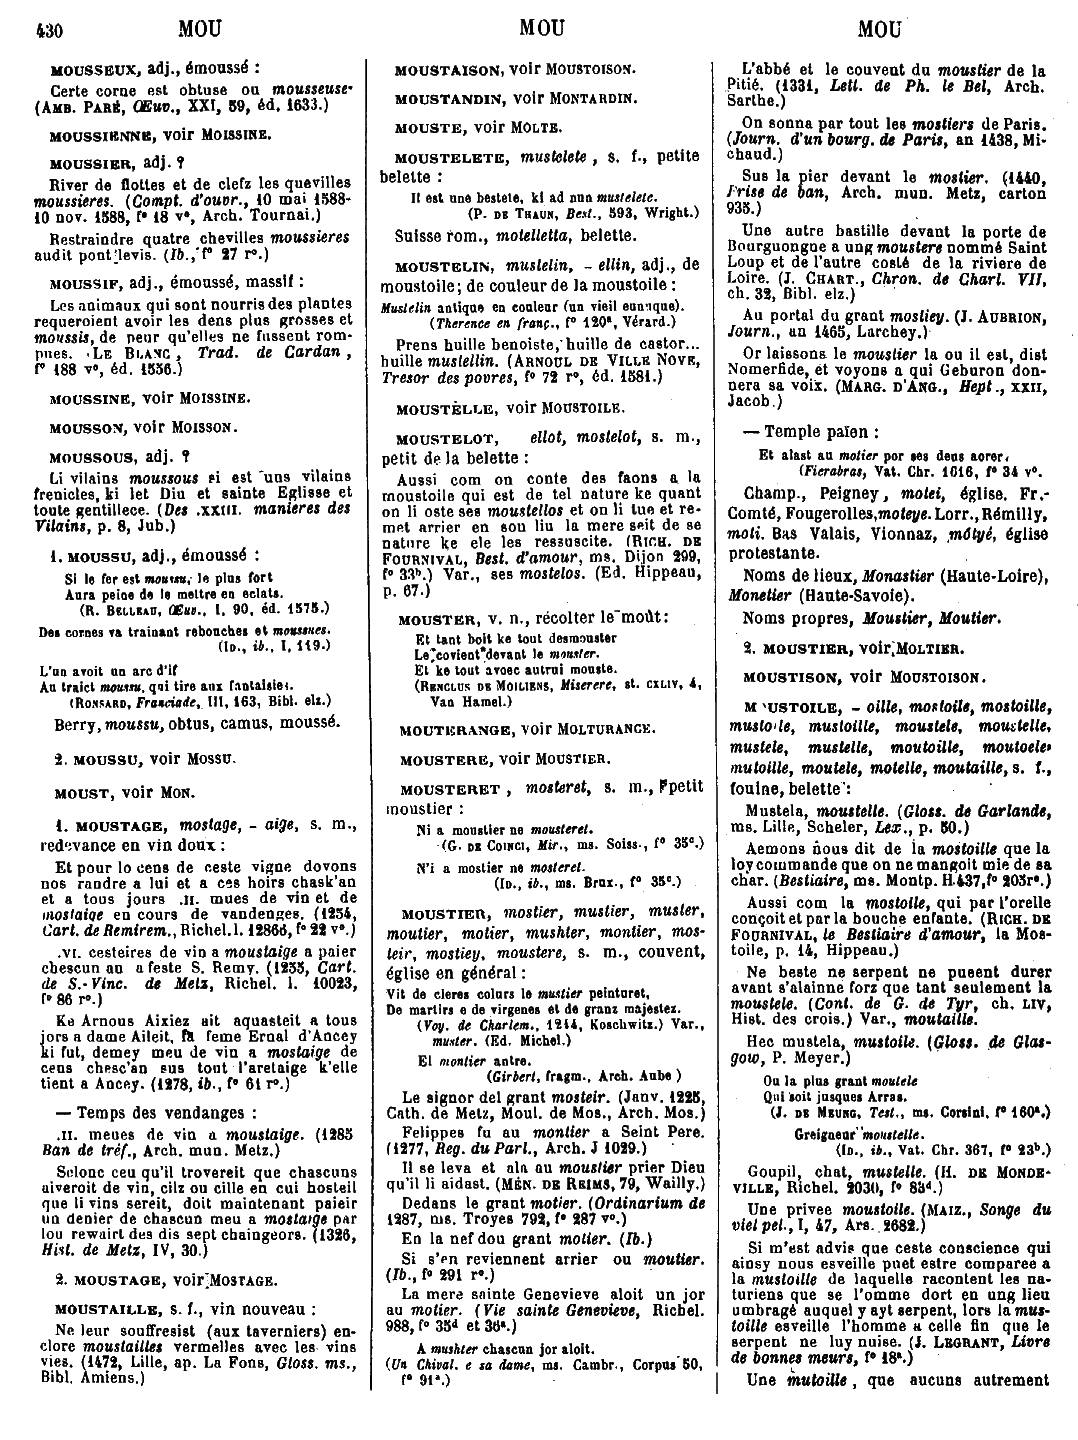 430 MOU MOU MOU
MOUSSEUX, adj., émoussé :
Certe corne est obtuse ou mousseuse·
(AMB. PARÉ, Œuv., XXI, 59, éd. 1633.)
MOUSSIENNE, voir MOISSINE.
MOUSSIER, adj. ?
River de flottes et de clefz les quevilles
moussieres. (Compt. d'ouvr., 10 mai 1588-
10 nov. 1588, f° 18 v°, Arch. Tournai.)
Restraindre quatre chevilles moussieres
audit pont levis. (Ib., f° 27 r°.)
MOUSSIF, adj., émoussé, massif :
Les animaux qui sont nourris des plantes
requeroient avoir les dens plus grosses et
moussis, de peur qu'elles ne fussent rom-
pues. (LE BLANC, Trad. de Cardan,
f° 188 v°, éd. 1556.)
MOUSSINE, voir MOISSINE.
MOUSSON, voir MOISSON.
MOUSSOUS, adj. ?
Li vilains moussous si est uns vilains
frenicles, ki let Diu et sainte Eglisse et
toute gentillece. (Des .XXIII. manieres des
Vilains, p. 8, Jub.)
1. MOUSSU, adj., émoussé :
Si le fer est moussu, le plus fort
Aura peine de le mettre en eclats.
(R. BELLEAU, Œuv., I, 90, éd. 1575.)
Des cornes va trainant rebouchees et moussues.
(ID., ib., I, 119.)
L'un avoit un arc d'if
Au traict moussu, qui tire aux fantaisies.
(RONSARD, Franciade, III, 163, Bibl. elz.)
Berry, moussu, obtus, camus, moussé.
2. MOUSSU, voir MOSSU.
MOUST, voir MON.
1. MOUSTAGE, mostage, - aige, s. m.,
redevance en vin doux :
Et pour lo cens de ceste vigne dovons
nos randre a lui et a ces hoirs chask'an
et a tous jours .II. mues de vin et de
mostaige en cours de vandenges. (1254,
Cart. de Remirem., Richel. l. 12866, f° 22 v°.)
.VI. cesteires de vin a moustaige a paier
chescun an a feste S. Remy. (1255, Cart.
de S.-Vinc. de Metz, Richel. l. 10023,
f° 86 r°.)
Ke Arnous Aixiez ait aquasteit a tous
jors a dame Aileit, fā feme Ernal d'Ancey
ki fut, demey meu de vin a mostaige de
cens chesc'an sus tout l'aretaige k'elle
tient a Ancey. (1278, ib., f° 61 r°.)
— Temps des vendanges :
.II. meues de vin a moustaige. (1285
Ban de tréf., Arch. mun. Metz.)
Selonc ceu qu'il trovereit que chascuns
aiveroit de vin, cilz ou cille en cui hosteil
que li vins sereit, doit maintenant paieir
un denier de chascun meu a mostaige par
lou rewairt des dis sept chaingeors. (1326,
Hist. de Metz, IV, 30.)
2. MOUSTAGE, voir MOSTAGE.
MOUSTAILLE, s. f., vin nouveau :
Ne leur souffresist (aux taverniers) en-
clore moustailles vermelles avec les vins
vies. (1472, Lille, ap. La Fons, Gloss. ms.,
Bibl. Amiens.)
MOUSTAISON, voir MOUSTOISON.
MOUSTANDIN, voir MONTARDIN.
MOUSTE, voir MOLTE.
MOUSTELETE, mustelete, s. f., petite
belette :
Il est une bestele, ki ad nun mustelete.
(P. DE THAUN, Best., 593, Wright.)
Suisse rom., motelletta, belette.
MOUSTELIN, mustelin, - ellin, adj., de
moustoile; de couleur de la moustoile :
Mustelin antique en couleur (un vieil eunuque).
(Therence en franç., f° 120ª, Vérard.)
Prens huille benoiste, huille de castor...
huille mustellin. (ARNOUL DE VILLE NOVE,
Tresor des povres, f° 72 r°, éd. 1581.)
MOUSTELLE, voir MOUSTOILE.
MOUSTELOT, ellot, mostelot, s. m.,
petit de la belette :
Aussi com on conte des faons a la
moustoile qui est de tel nature ke quant
on li oste ses moustellos et on li tue et re-
met arrier en sou liu la mere seit de se
nature ke ele les ressuscite. (RICH. DE
FOURNIVAL, Best. d'amour, ms. Dijon 299,
f° 33ᵇ.) Var., ses mostelos. (Ed. Hippeau,
p. 67.)
MOUSTER, v. n., récolter le moût :
Et tant boit ke tout desmouster
Le covient devant le mouster.
Et ke tout avoec autrui mouste.
(RENCLUS DE MOILIENS, Miserere, st. CXLIV, 4,
Van Hamel.)
MOUTERANGE, voir MOLTURANCE.
MOUSTERE, voir MOUSTIER.
MOUSTERET, mosteret, s. m., petit
moustier :
Ni a moustier ne mousteret.
(G. DE COINCI, Mir., ms. Soiss., f° 35ᶜ.)
N'i a mostier ne mosteret.
(ID., ib., ms. Brux., f° 35ᶜ.)
MOUSTIER, mostier, mustier, muster,
moutier, motier, mushter, montier, mos-
teir, mostiey, moustere, s. m., couvent,
église en général :
Vit de cleres colurs le mustier peinturet,
De martirs e de virgenes et de granz majestez.
(Voy. de Charlem., 1214, Koschwitz.) Var.,
muster. (Ed. Michel.)
El montier antre.
(Girbert, fragm., Arch. Aube)
Le signor del grant mosteir. (Janv. 1225,
Cath. de Metz, Moul. de Mos., Arch. Mos.)
Felippes fu au montier a Seint Pere.
(1277, Reg. du Parl., Arch. J 1029.)
Il se leva et ala au moustier prier Dieu
qu'il li aidast. (MÉN. DE REIMS, 79, Wailly.)
Dedans le grant motier. (Ordinarium de
1287, ms. Troyes 792, f° 287 v°.)
En la nef dou grant motier. (Ib.)
Si s'en reviennent arrier ou moutier.
(Ib., f° 291 r°.)
La mere sainte Genevieve aloit un jor
au motier. (Vie sainte Genevieve, Richel.
988, f° 35ᵈ et 36ª.)
A mushter chascun jor aloit.
(Un Chival. e sa dame, ms. Cambr., Corpus 50,
f° 91ª.)
L'abbé et le couvent du moustier de la
Pitié. (1331, Lett. de Ph. le Bel, Arch.
Sarthe.)
On sonna par tout les mostiers de Paris.
(Journ. d'un bourg. de Paris, an 1438, Mi-
chaud.)
Sus la pier devant le mostier. (1440,
Prise de ban, Arch. mun. Metz, carton
935.)
Une autre bastille devant la porte de
Bourguongne a ung moustere nommé Saint
Loup et de l'autre costé de la riviere de
Loire. (J. CHART., Chron. de Charl. VII,
ch. 32, Bibl. elz.)
Au portal du grant mostiey. (J. AUBRION,
Journ., an 1465, Larchey.)
Or laissons le moustier la ou il est, dist
Nomerfide, et voyons a qui Geburon don-
nera sa voix. (MARG. D'ANG., Hept., XXII,
Jacob.)
— Temple païen :
Et alast au motier por ses deus aorer.
(Fierabras, Vat. Chr. 1616, f° 34 v°.
Champ., Peigney, motei, église. Fr.-
Comté, Fougerolles, moteye. Lorr., Rémilly,
moti. Bas Valais, Vionnaz, môtyé, église
protestante.
Noms de lieux, Monastier (Haute-Loire),
Monetier (Haute-Savoie).
Noms propres, Moustier, Moutier.
2. MOUSTIER, voir MOLTIER.
MOUSTISON, voir MOUSTOISON.
MOUSTOILE, - oille, mostoile, mostoille,
mustoile, mustoille, moustele, moustelle,
mustele, mustelle, moutoille, moutoele,
mutoille, moutele, motelle, moutaille, s. f.,
fouine, belette :
Mustela, moustelle. (Gloss. de Garlande,
ms. Lille, Scheler, Lex., p. 50.)
Aemons nous dit de la mostoille que la
loy commande que on ne mangoit mie de sa
char. (Bestiaire, ms. Montp. H.437, f° 203r°.)
Aussi com la mostoile, qui par l'orelle
conçoit et par la bouche enfante. (RICH. DE
FOURNIVAL, le Bestiaire d'amour, la Mos-
toile, p. 14, Hippeau.)
Ne beste ne serpent ne pueent durer
avant s'alainne forz que tant seulement la
moustele. (Cont. de G. de Tyr, ch. LIV,
Hist. des crois.) Var., moutaille.
Hec mustela, mustoile. (Gloss. de Glas-
gow, P. Meyer.)
Ou la plus grant moutele
Qui soit jusques Arras.
(J. DE MEUNG, Test., ms. Corsini, f° 160ª.)
Greigneur moustelle.
(ID., ib., Vat. Chr. 367, f° 23ᵇ.)
Goupil, chat, mustelle. (H. DE MONDE-
VILLE, Richel. 2030, f° 83ᵈ.)
Une privee moustoile. (MAIZ., Songe du
viel pel., I, 47, Ars. 2682.)
Si m'est advis que ceste conscience qui
ainsy nous esveille puet estre comparee a
la mustoille de laquelle racontent les na-
turiens que se l'omme dort en ung lieu
umbragé auquel y ayt serpent, lors la mus-
toille esveille l'homme a celle fin que le
serpent ne luy nuise. (J. LEGRANT, Livre
de bonnes meurs, f° 18ª.)
Une mutoille, que aucuns autrement